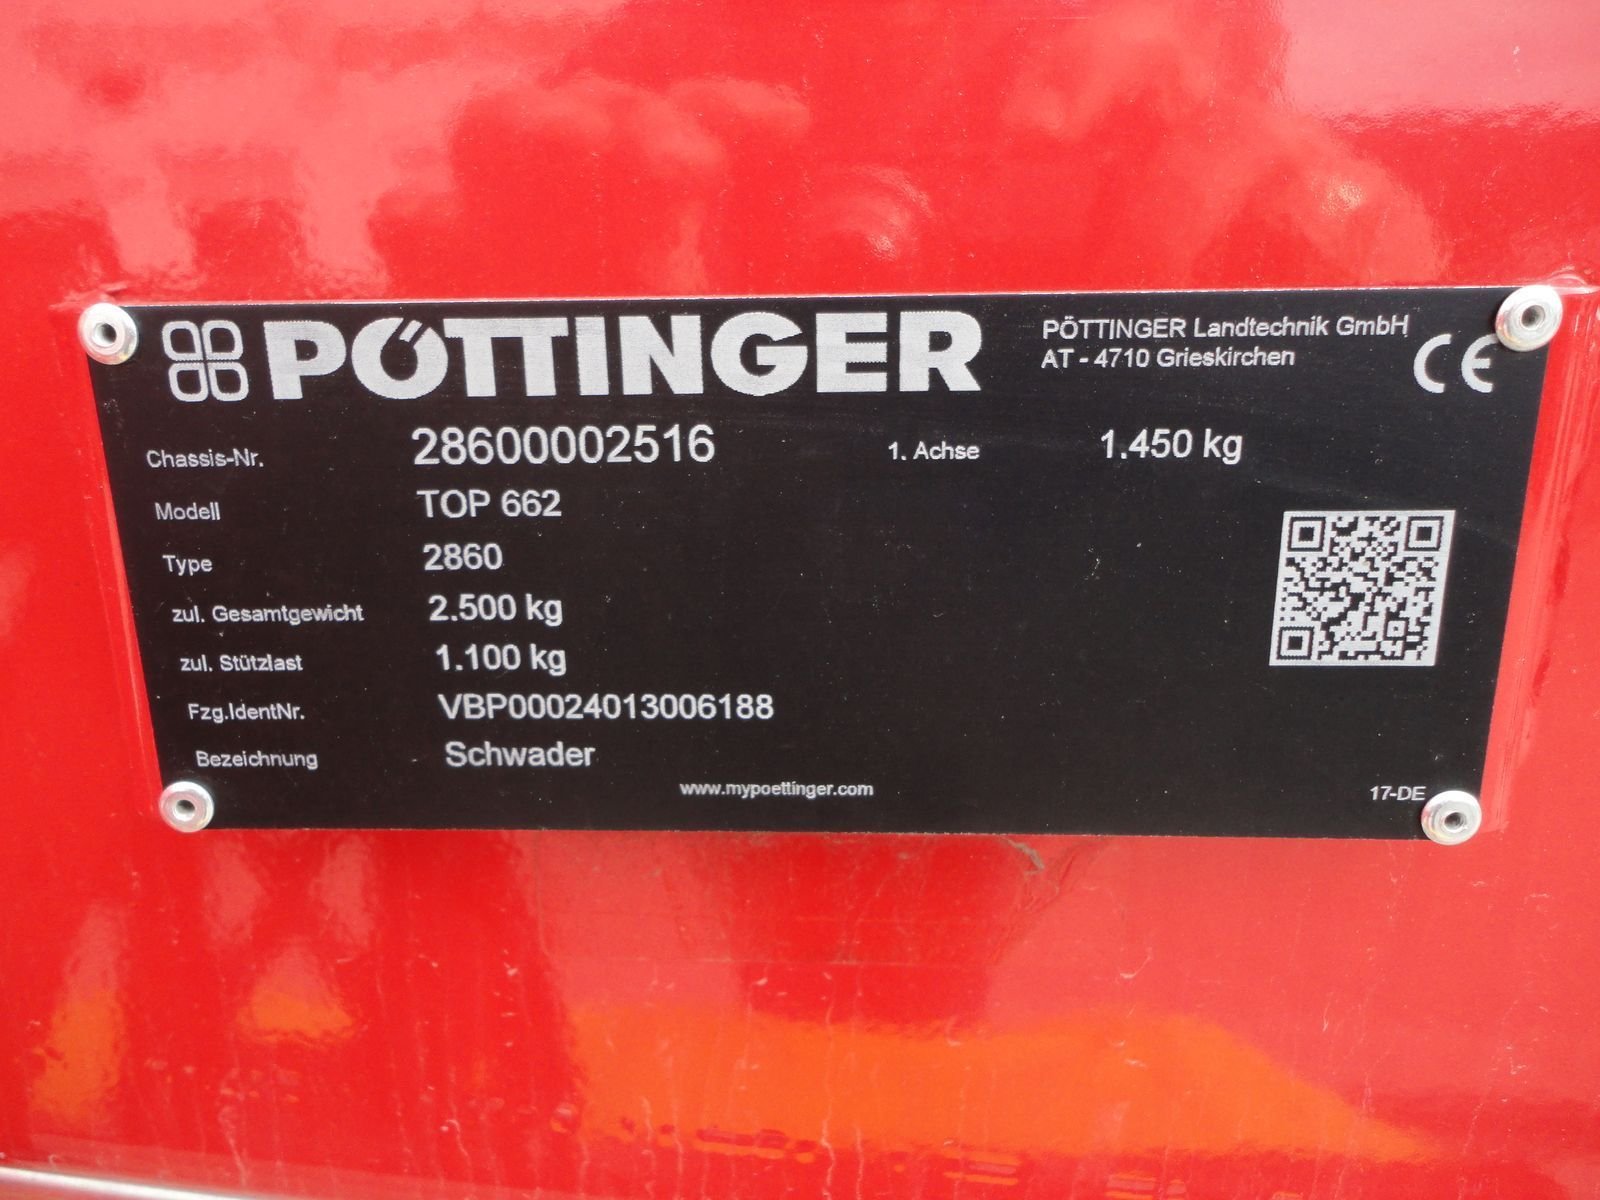 PÖTTINGER
PÖTTINGER Landtechnik GmbH
AT - 4710 Grieskirchen
CE
Chassis-Nr. 28600002516 1. Achse 1.450 kg
Modell TOP 662
Type 2860
zul. Gesamtgewicht 2.500 kg
zul. Stützlast 1.100 kg
Fzg.IdentNr. VBP00024013006188
Bezeichnung Schwader
www.mypoettinger.com
17-DE